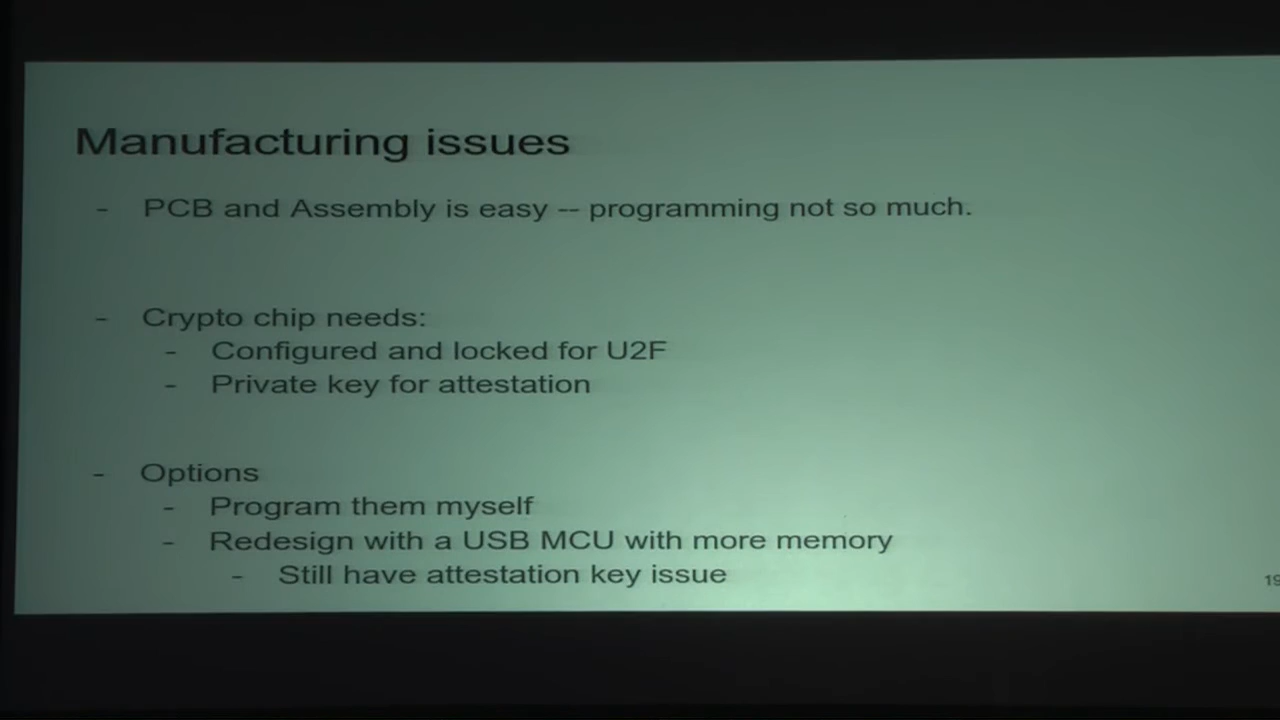 Manufacturing issues
- PCB and Assembly is easy -- programming not so much.
- Crypto chip needs:
- Configured and locked for U2F
- Private key for attestation
- Options
- Program them myself
- Redesign with a USB MCU with more memory
- Still have attestation key issue
19